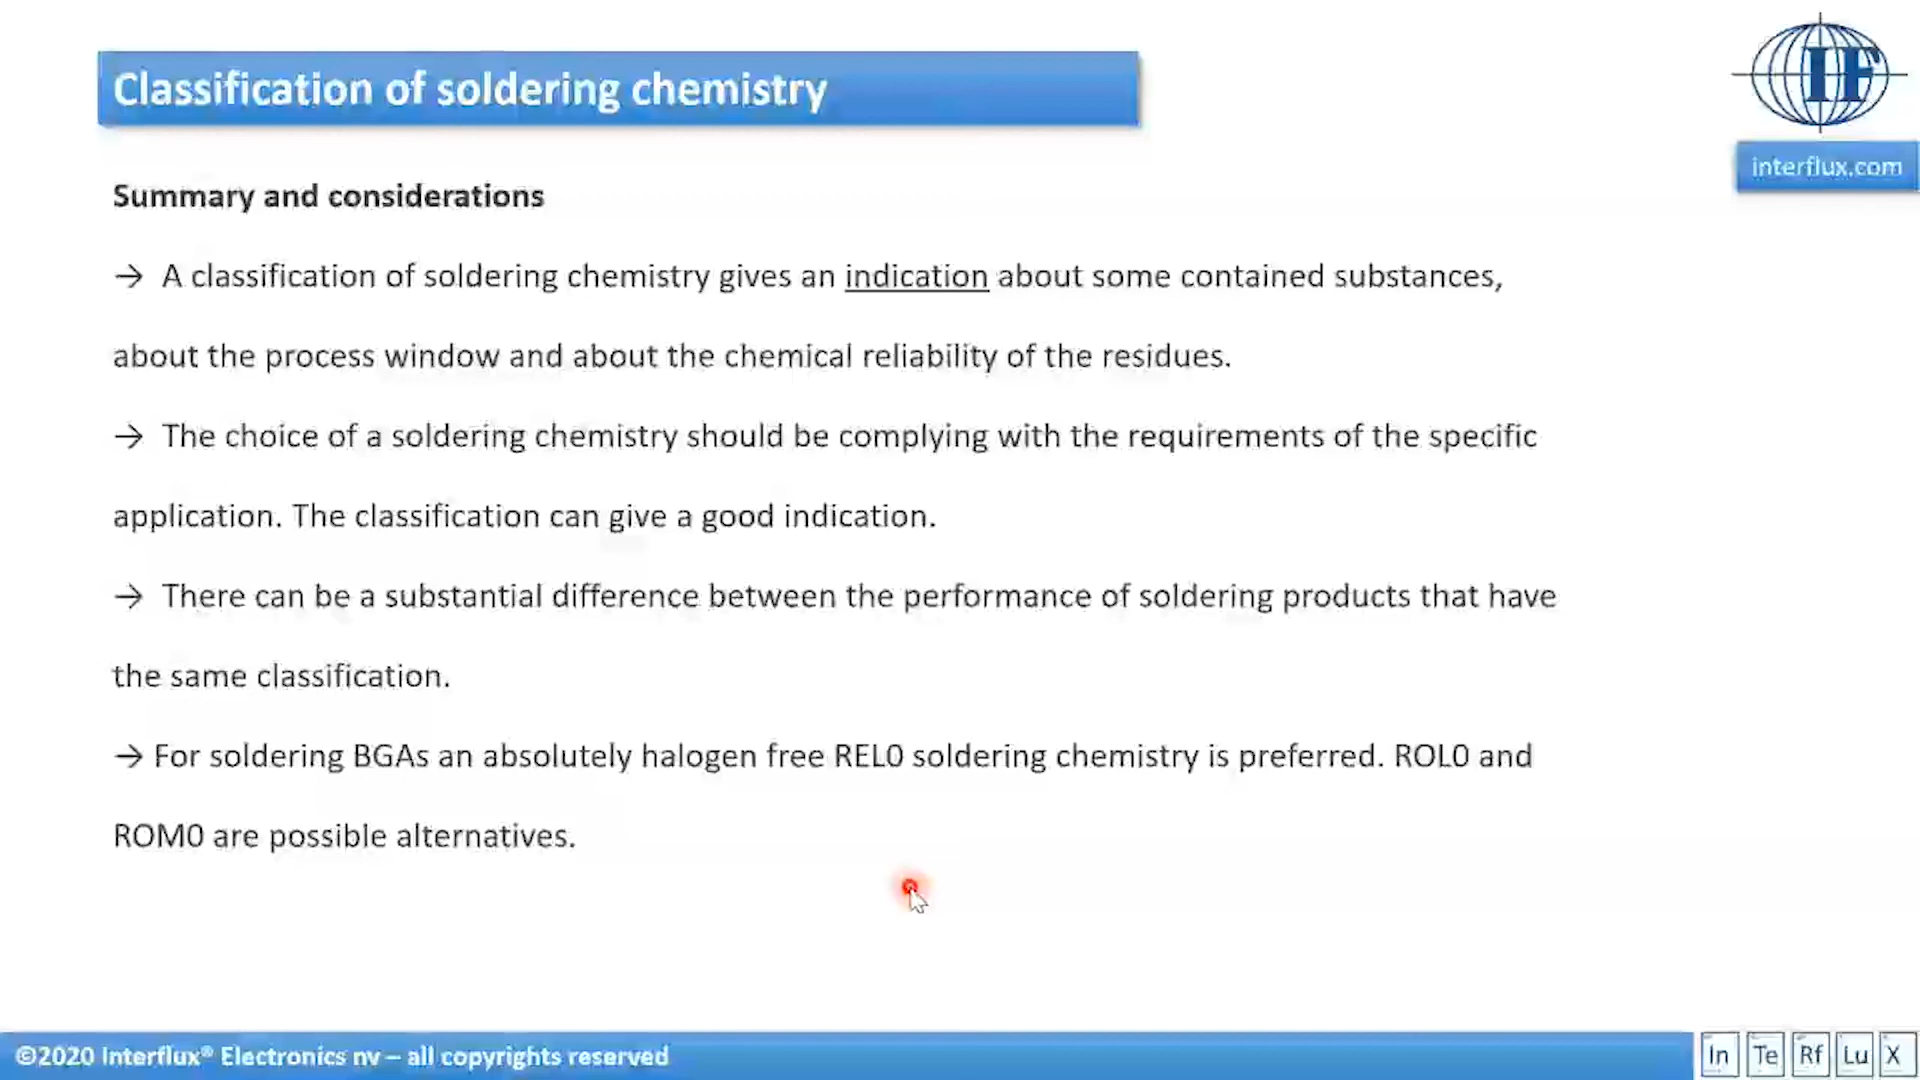 Classification of soldering chemistry
IF
interflux.com
Summary and considerations
→ A classification of soldering chemistry gives an indication about some contained substances,
about the process window and about the chemical reliability of the residues.
→ The choice of a soldering chemistry should be complying with the requirements of the specific
application. The classification can give a good indication.
→ There can be a substantial difference between the performance of soldering products that have
the same classification.
→ For soldering BGAs an absolutely halogen free REL0 soldering chemistry is preferred. ROL0 and
ROM0 are possible alternatives.
©2020 Interflux® Electronics nv – all copyrights reserved
In Te Rf Lu X